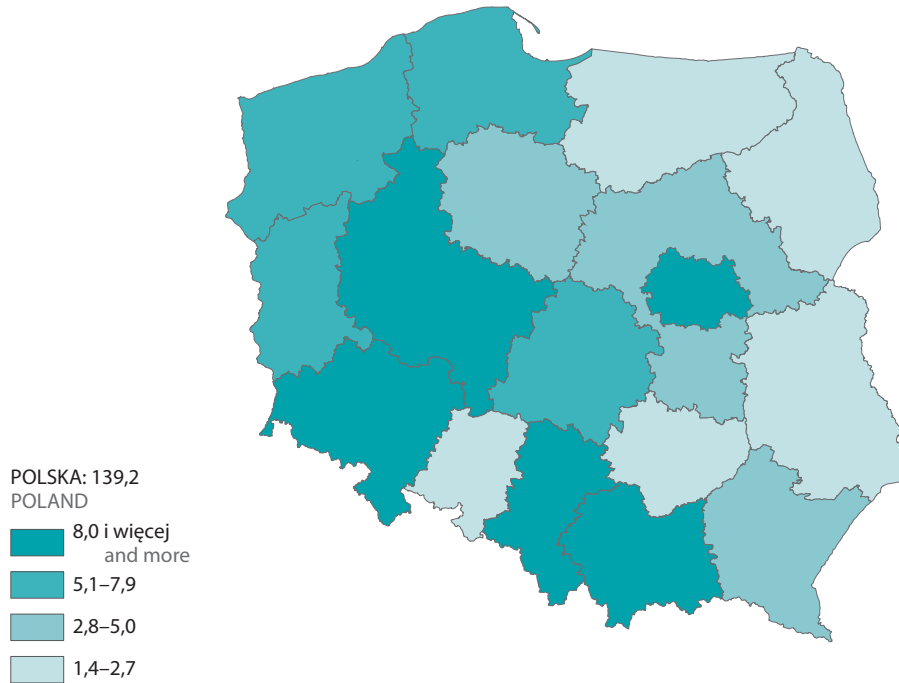 POLSKA: 139,2
POLAND
8,0 i więcej
and more
5,1–7,9
2,8–5,0
1,4–2,7